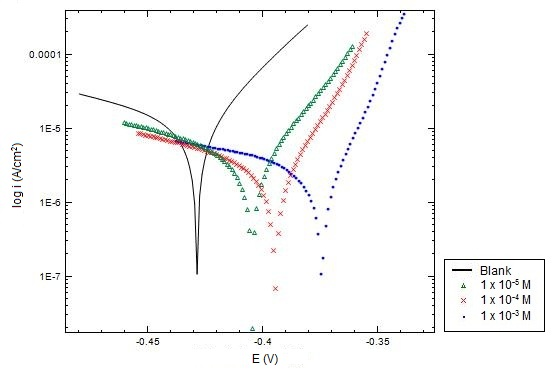 0.0001
1E-5
1E-6
1E-7
log i (A/cm²)
-0.45
-0.4
-0.35
E (V)
Blank
1 x 10⁻⁵ M
1 x 10⁻⁴ M
1 x 10⁻³ M